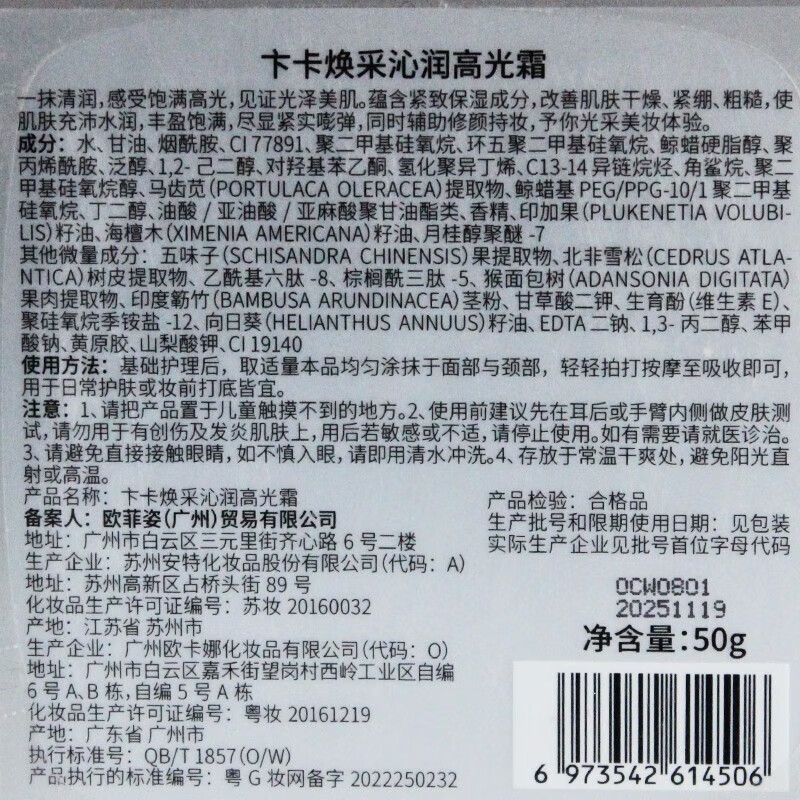 卞卡焕采沁润高光霜
一抹清润,感受饱满高光,见证光泽美肌。蕴含紧致保湿成分,改善肌肤干燥、紧绷、粗糙,使
肌肤充沛水润,丰盈饱满,尽显紧实嘭弹,同时辅助修颜持妆,予你光采美妆体验。
成分：水、甘油、烟酰胺、CI 77891、聚二甲基硅氧烷、环五聚二甲基硅氧烷、鲸蜡硬脂醇、聚
丙烯酰胺、泛醇、1,2- 己二醇、对羟基苯乙酮、氢化聚异丁烯、C13-14 异链烷烃、角鲨烷、聚二
甲基硅氧烷醇、马齿苋(PORTULACA OLERACEA)提取物、鲸蜡基 PEG/PPG-10/1 聚二甲基
硅氧烷、丁二醇、油酸 / 亚油酸 / 亚麻酸聚甘油酯类、香精、印加果(PLUKENETIA VOLUBI-
LIS)籽油、海檀木(XIMENIA AMERICANA)籽油、月桂醇聚醚 -7
其他微量成分：五味子(SCHISANDRA CHINENSIS)果提取物、北非雪松(CEDRUS ATLA-
NTICA)树皮提取物、乙酰基六肽 -8、棕榈酰三肽 -5、猴面包树(ADANSONIA DIGITATA)
果肉提取物、印度簕竹(BAMBUSA ARUNDINACEA)茎粉、甘草酸二钾、生育酚(维生素 E)、
聚硅氧烷季铵盐 -12、向日葵(HELIANTHUS ANNUUS)籽油、EDTA 二钠、1,3- 丙二醇、苯甲
酸钠、黄原胶、山梨酸钾、CI 19140
使用方法：基础护理后，取适量本品均匀涂抹于面部与颈部，轻轻拍打按摩至吸收即可，
用于日常护肤或妆前打底皆宜。
注意：1、请把产品置于儿童触摸不到的地方。2、使用前建议先在耳后或手臂内侧做皮肤测
试,请勿用于有创伤及发炎肌肤上,用后若敏感或不适,请停止使用。如有需要请就医诊治。
3、请避免直接接触眼睛，如不慎入眼，请即用清水冲洗。4、存放于常温干爽处，避免阳光直
射或高温。
产品名称：卞卡焕采沁润高光霜
备案人：欧菲姿(广州)贸易有限公司
地址：广州市白云区三元里街齐心路 6 号二楼
生产企业：苏州安特化妆品股份有限公司(代码：A)
地址：苏州高新区占桥头街 89 号
化妆品生产许可证编号：苏妆 20160032
产地：江苏省 苏州市
生产企业：广州欧卡娜化妆品有限公司(代码：O)
地址：广州市白云区嘉禾街望岗村西岭工业区自编
6 号 A、B 栋,自编 5 号 A 栋
化妆品生产许可证编号：粤妆 20161219
产地：广东省 广州市
执行标准号：QB/T 1857(O/W)
产品执行的标准编号：粤 G 妆网备字 2022250232
产品检验：合格品
生产批号和限期使用日期：见包装
实际生产企业见批号首位字母代码
OCW0801
20251119
净含量：50g
6 973542 614506